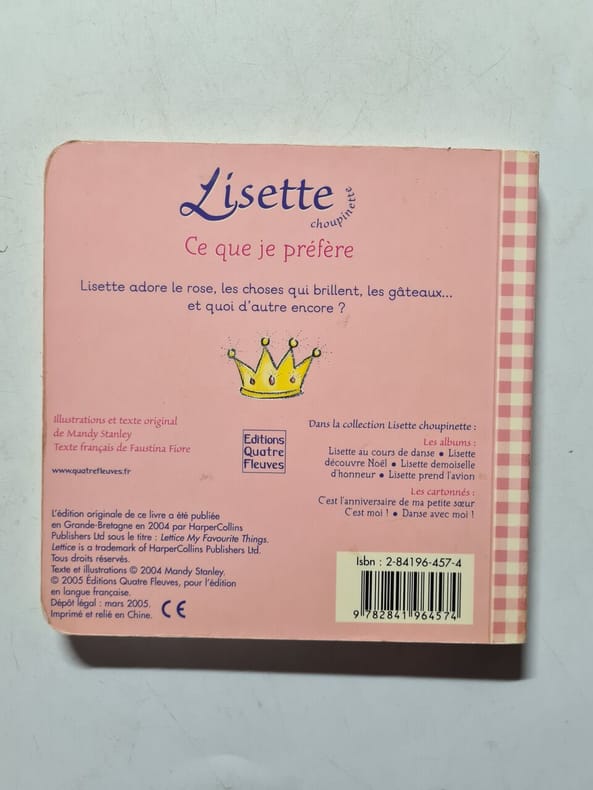 Lisette
choupinette
Ce que je préfère
Lisette adore le rose, les choses qui brillent, les gâteaux...
et quoi d'autre encore ?
Illustrations et texte original
de Mandy Stanley
Texte français de Faustina Fiore
www.quatrefleuves.fr
Editions
Quatre
Fleuves
Dans la collection Lisette choupinette :
Les albums :
Lisette au cours de danse • Lisette
découvre Noël • Lisette demoiselle
d'honneur • Lisette prend l'avion
Les cartonnés :
C'est l'anniversaire de ma petite sœur
C'est moi ! • Danse avec moi !
L'édition originale de ce livre a été publiée
en Grande-Bretagne en 2004 par HarperCollins
Publishers Ltd sous le titre : Lettice My Favourite Things.
Lettice is a trademark of HarperCollins Publishers Ltd.
Tous droits réservés.
Texte et illustrations © 2004 Mandy Stanley.
© 2005 Éditions Quatre Fleuves, pour l'édition
en langue française.
Dépôt légal : mars 2005.
Imprimé et relié en Chine. CE
Isbn : 2-84196-457-4
9 782841 964574